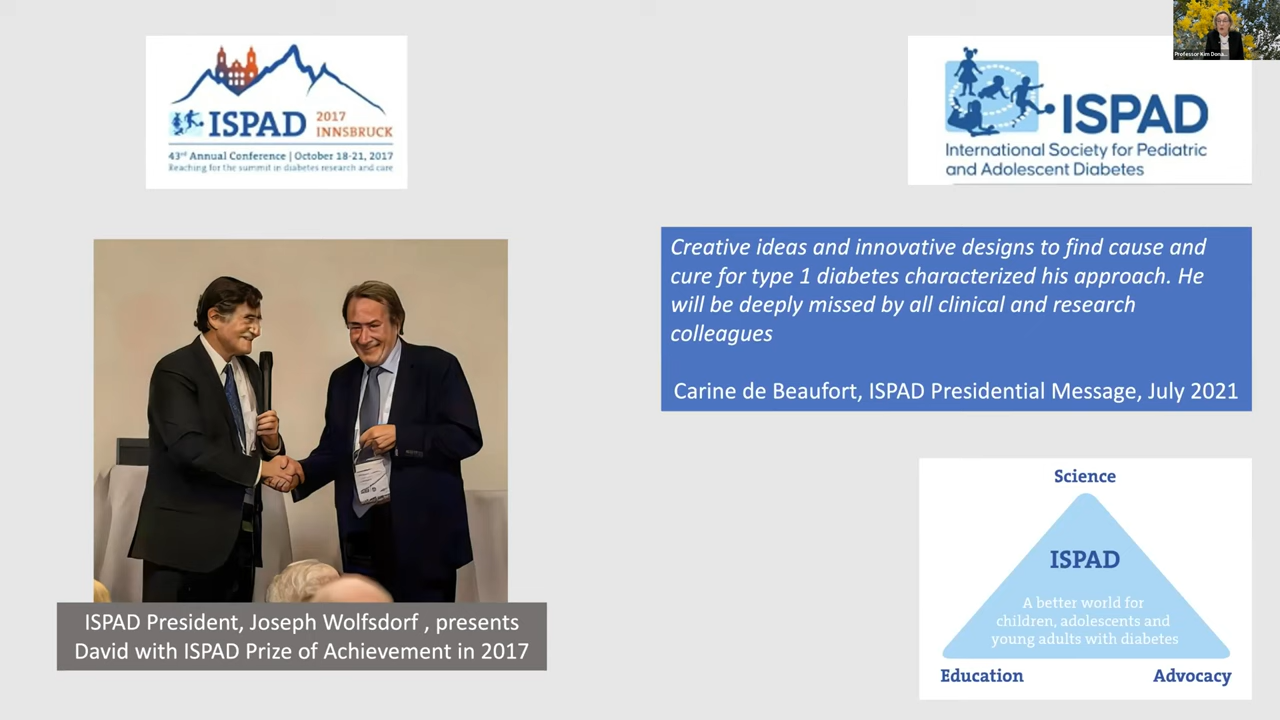 ISPAD 2017
INNSBRUCK
43rd Annual Conference | October 18-21, 2017
Reaching for the summit in diabetes research and care
Professor Kim Dona...
ISPAD
International Society for Pediatric
and Adolescent Diabetes
Creative ideas and innovative designs to find cause and
cure for type 1 diabetes characterized his approach. He
will be deeply missed by all clinical and research
colleagues
Carine de Beaufort, ISPAD Presidential Message, July 2021
ISPAD President, Joseph Wolfsdorf , presents
David with ISPAD Prize of Achievement in 2017
Science
ISPAD
A better world for
children, adolescents and
young adults with diabetes
Education
Advocacy